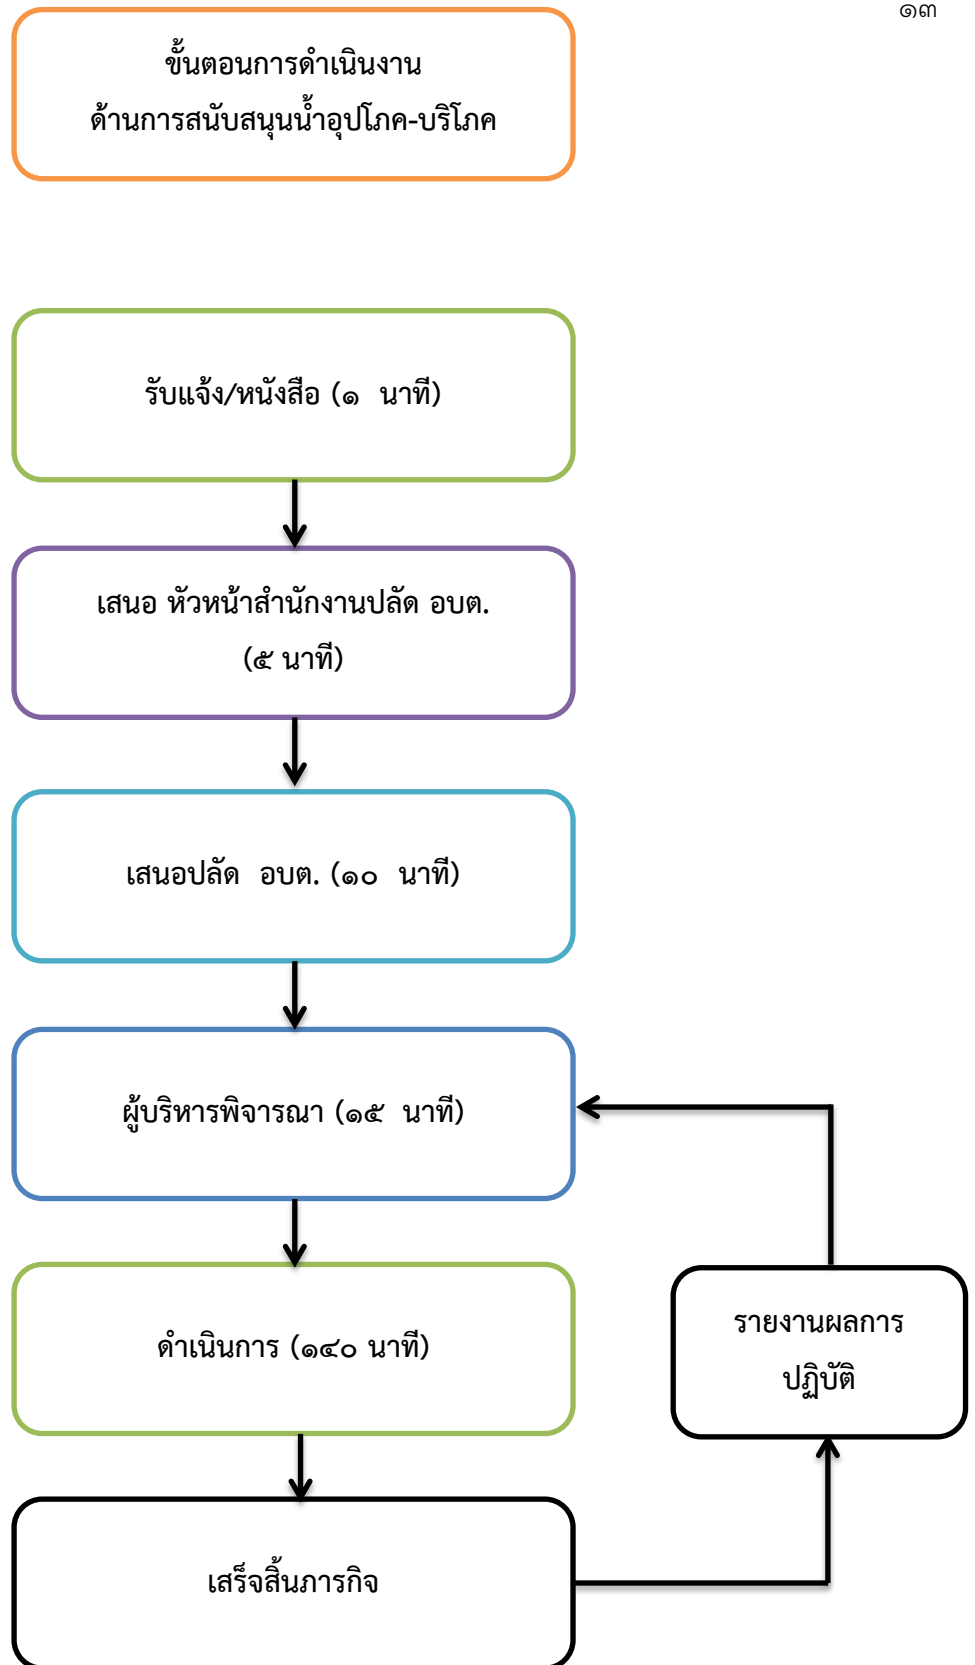 ๑๓
ขั้นตอนการดำเนินงาน
ด้านการสนับสนุนน้ำอุปโภค-บริโภค
รับแจ้ง/หนังสือ (๑ นาที)
เสนอ หัวหน้าสำนักงานปลัด อบต.
(๕ นาที)
เสนอปลัด อบต. (๑๐ นาที)
ผู้บริหารพิจารณา (๑๕ นาที)
ดำเนินการ (๑๔๐ นาที)
รายงานผลการ
ปฏิบัติ
เสร็จสิ้นภารกิจ